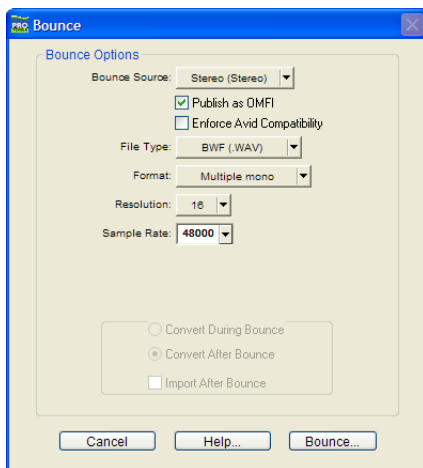 PRO Bounce
Bounce Options
Bounce Source: Stereo (Stereo)
Publish as OMFI
Enforce Avid Compatibility
File Type: BWF (.WAV)
Format: Multiple mono
Resolution: 16
Sample Rate: 48000
Convert During Bounce
Convert After Bounce
Import After Bounce
Cancel Help... Bounce...